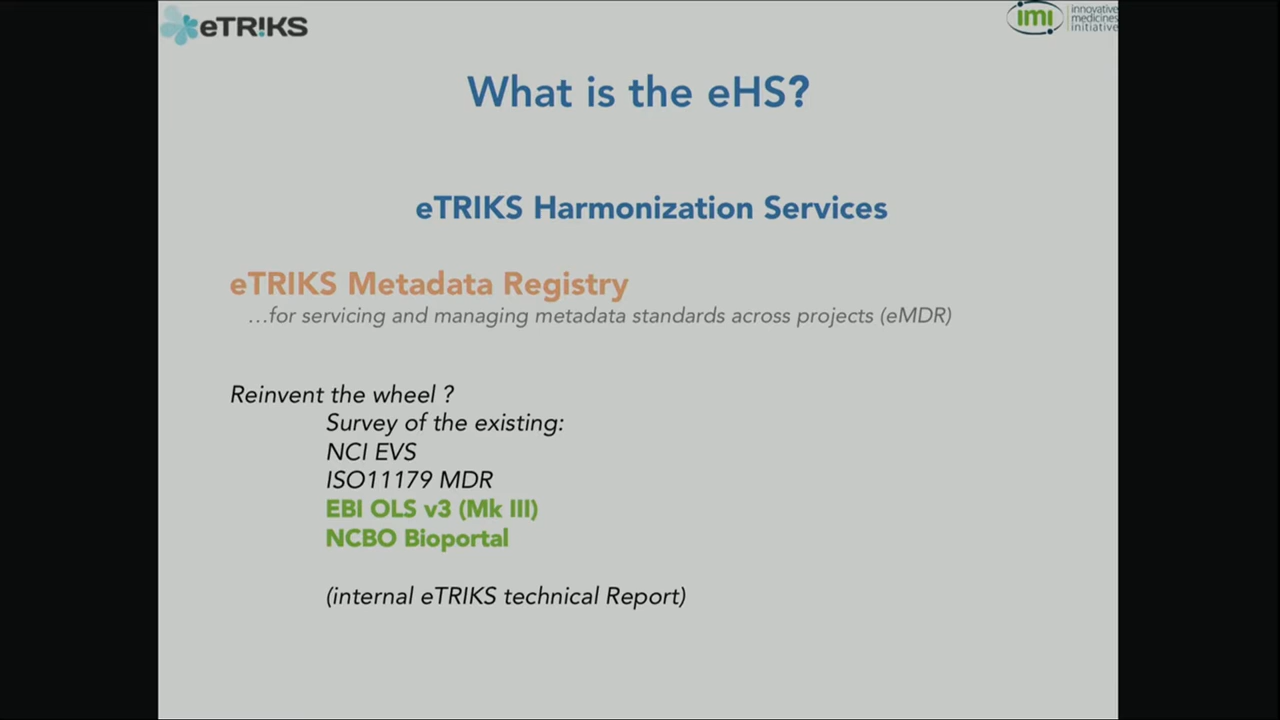 eTR!KS
imi
innovative
medicines
initiative
What is the eHS?
eTRIKS Harmonization Services
eTRIKS Metadata Registry
...for servicing and managing metadata standards across projects (eMDR)
Reinvent the wheel ?
Survey of the existing:
NCI EVS
ISO11179 MDR
EBI OLS v3 (Mk III)
NCBO Bioportal
(internal eTRIKS technical Report)